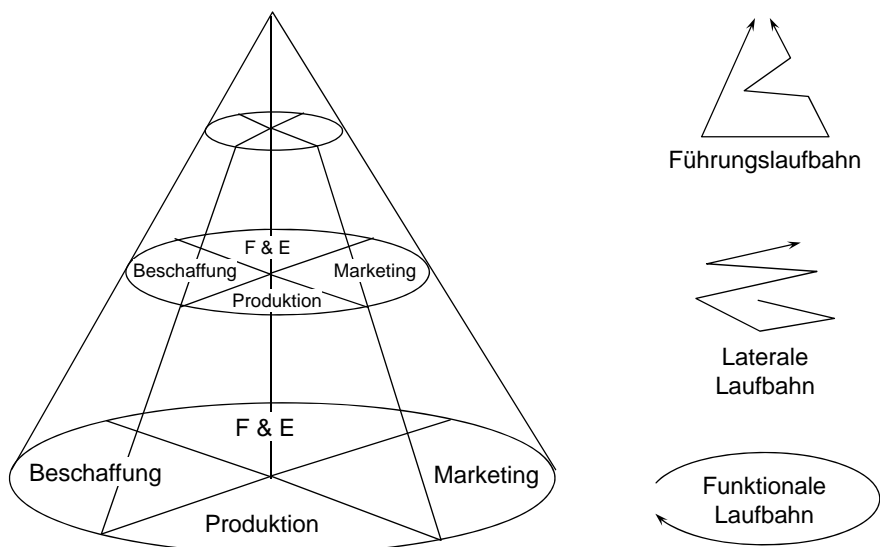 Führungslaufbahn
F & E
Beschaffung
Marketing
Produktion
Laterale
Laufbahn
F & E
Beschaffung
Marketing
Produktion
Funktionale
Laufbahn